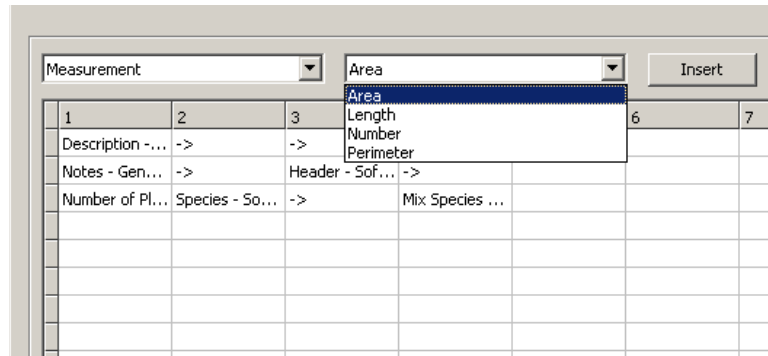 Measurement Area Insert
Area
Length
Number
Perimeter
1 2 3 6 7
Description -... -> ->
Notes - Gen... -> Header - Sof... ->
Number of Pl... Species - So... -> Mix Species ...